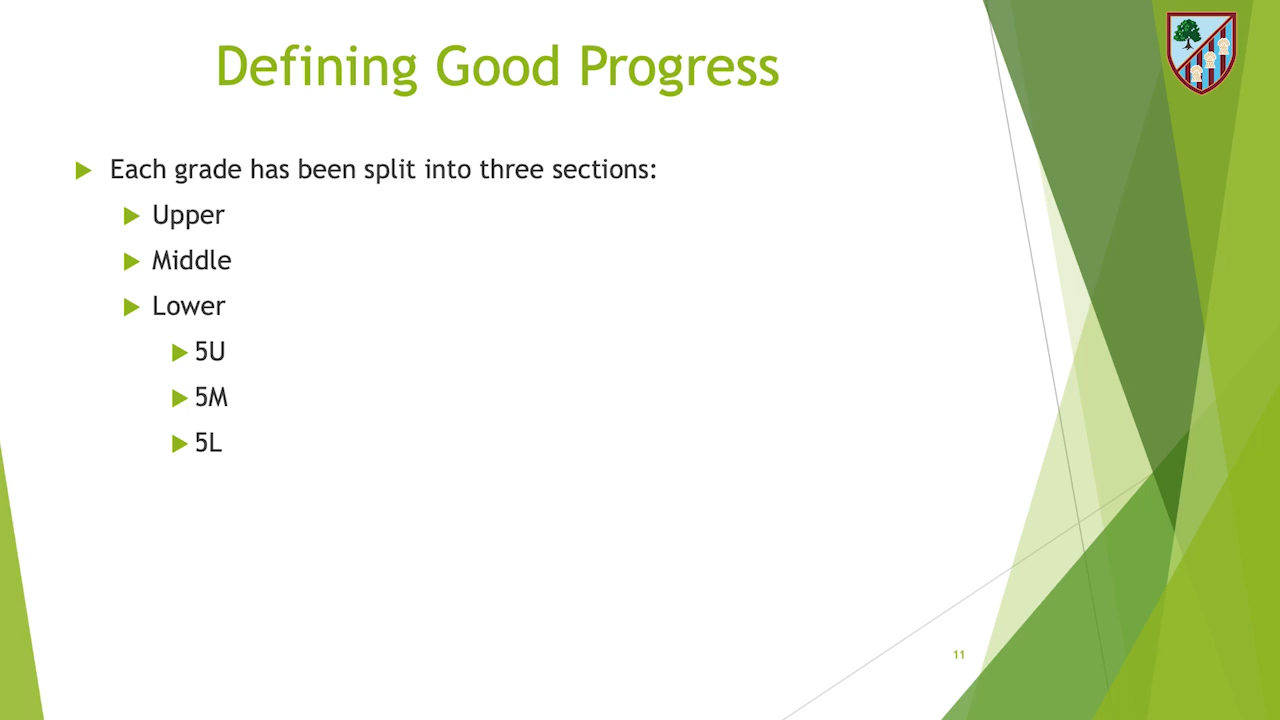 Defining Good Progress
Each grade has been split into three sections:
Upper
Middle
Lower
5U
5M
5L
11